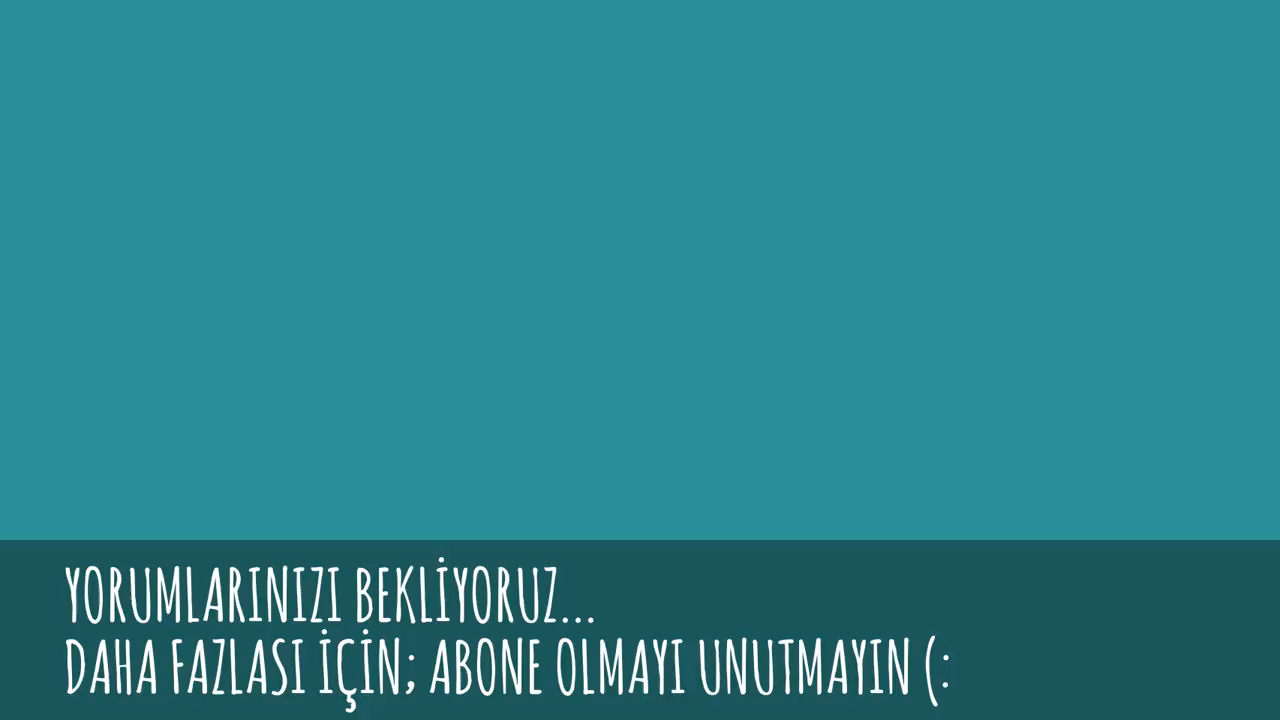 YORUMLARINIZI BEKLİYORUZ...
DAHA FAZLASI İÇİN; ABONE OLMAYI UNUTMAYIN (: